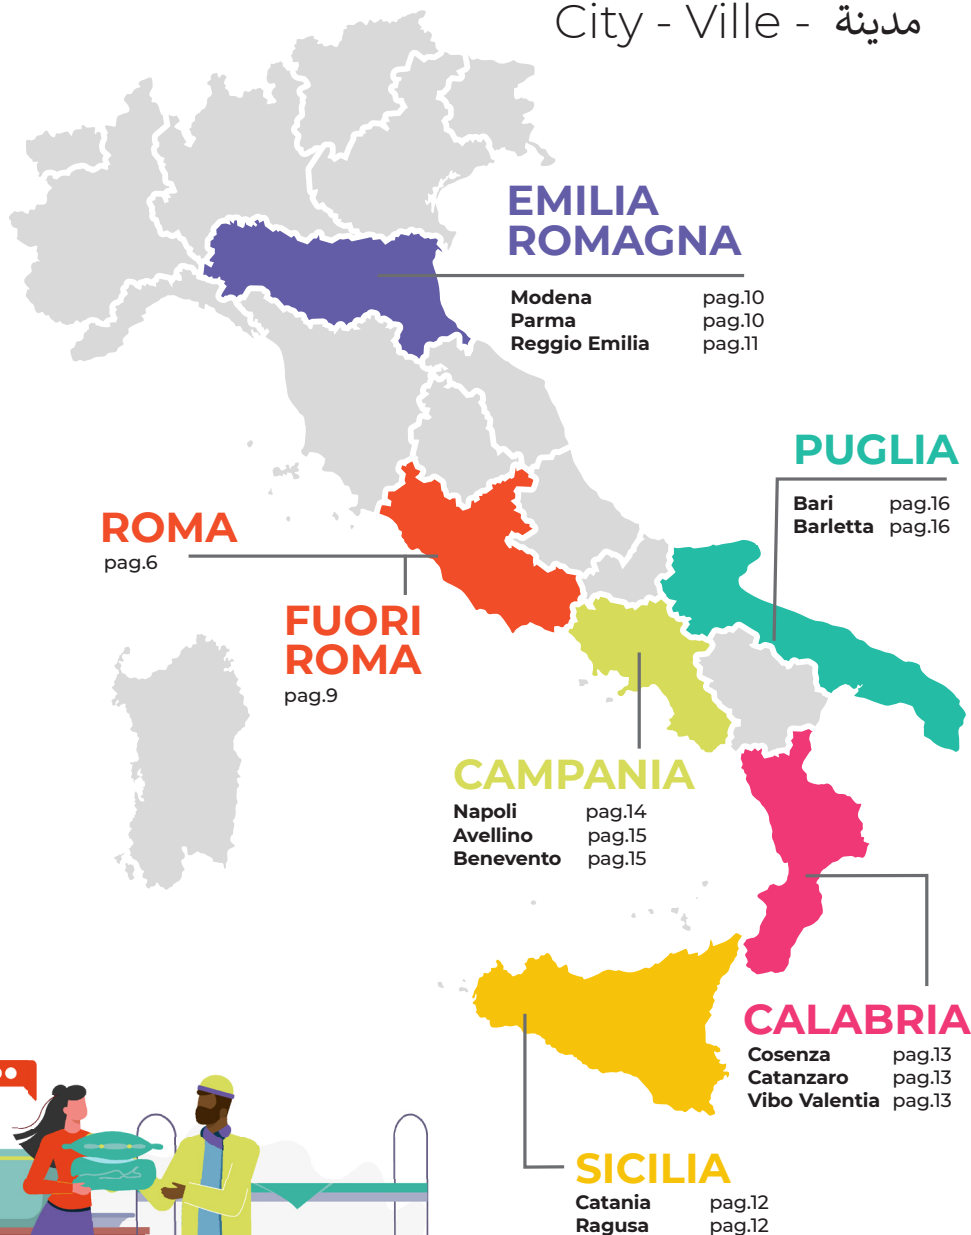 City - Ville - مدينة
EMILIA
ROMAGNA
Modena pag.10
Parma pag.10
Reggio Emilia pag.11
PUGLIA
Bari pag.16
Barletta pag.16
ROMA
pag.6
FUORI
ROMA
pag.9
CAMPANIA
Napoli pag.14
Avellino pag.15
Benevento pag.15
CALABRIA
Cosenza pag.13
Catanzaro pag.13
Vibo Valentia pag.13
SICILIA
Catania pag.12
Ragusa pag.12